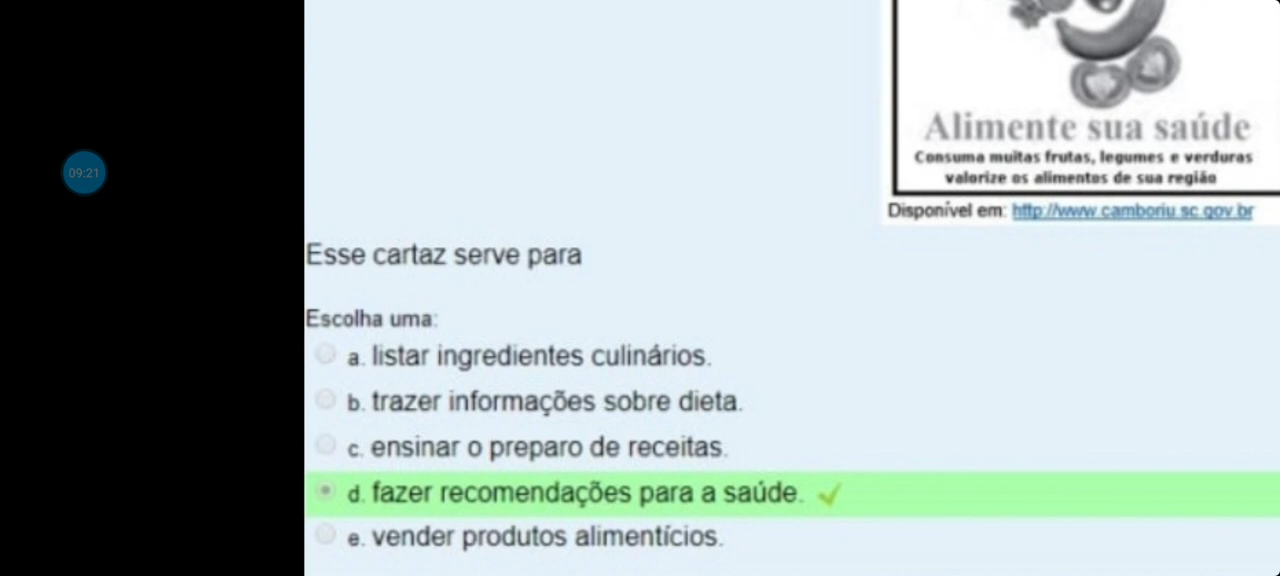 Alimente sua saúde
Consuma muitas frutas, legumes e verduras
valorize os alimentos de sua região
Disponível em: http://www.camboriu.sc.gov.br
09:21
Esse cartaz serve para
Escolha uma:
a. listar ingredientes culinários.
b. trazer informações sobre dieta.
c. ensinar o preparo de receitas.
d. fazer recomendações para a saúde.
e. vender produtos alimentícios.